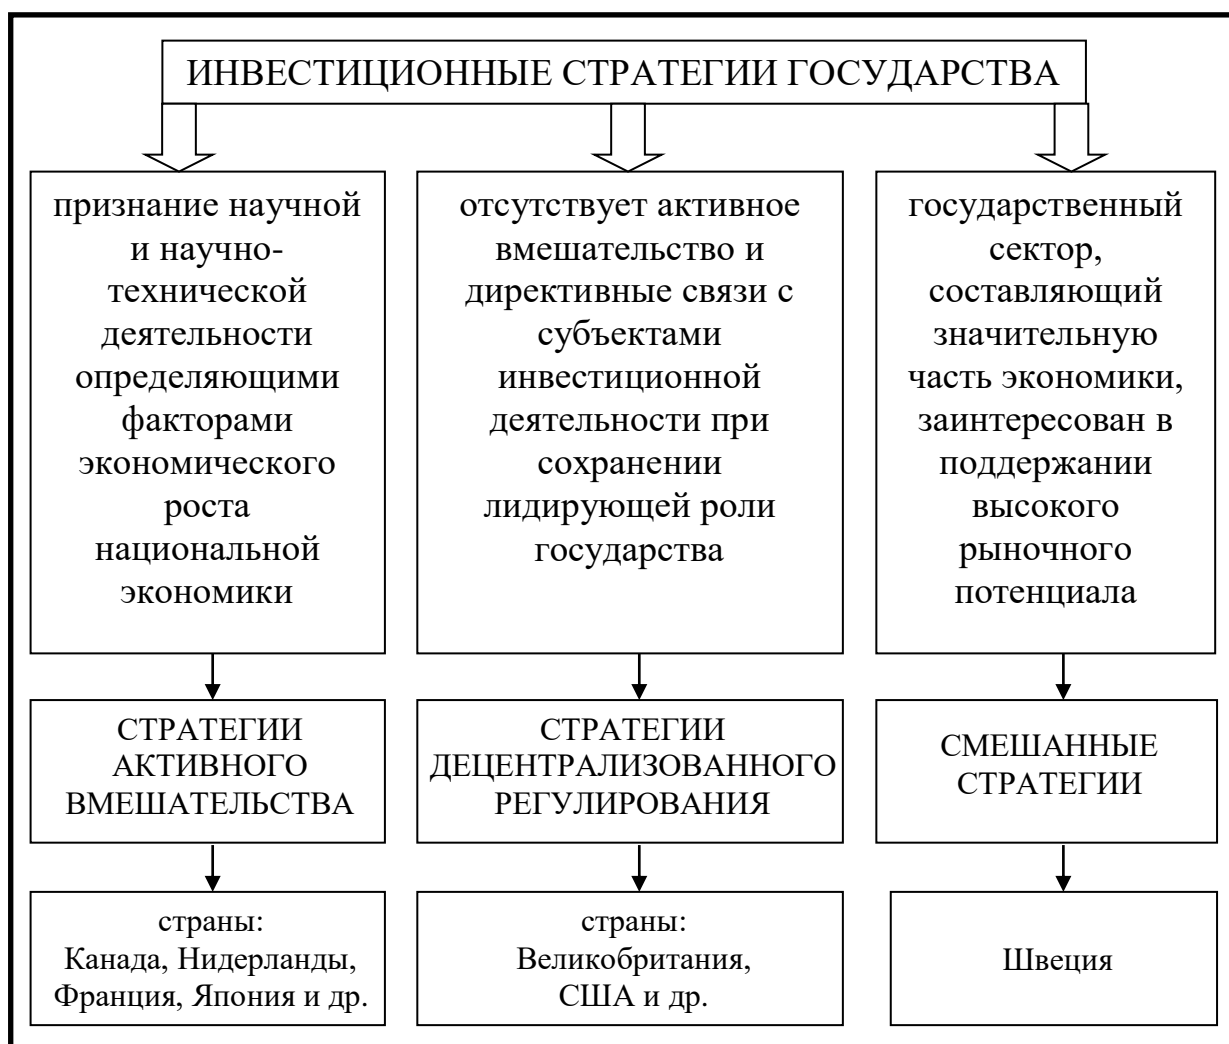 ИНВЕСТИЦИОННЫЕ СТРАТЕГИИ ГОСУДАРСТВА
признание научной
и научно-
технической
деятельности
определяющими
факторами
экономического
роста
национальной
экономики
отсутствует активное
вмешательство и
директивные связи с
субъектами
инвестиционной
деятельности при
сохранении
лидирующей роли
государства
государственный
сектор,
составляющий
значительную
часть экономики,
заинтересован в
поддержании
высокого
рыночного
потенциала
СТРАТЕГИИ
АКТИВНОГО
ВМЕШАТЕЛЬСТВА
СТРАТЕГИИ
ДЕЦЕНТРАЛИЗОВАННОГО
РЕГУЛИРОВАНИЯ
СМЕШАННЫЕ
СТРАТЕГИИ
страны:
Канада, Нидерланды,
Франция, Япония и др.
страны:
Великобритания,
США и др.
Швеция